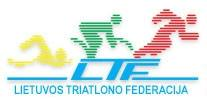 LTF
LIETUVOS TRIATLONO FEDERACIJA